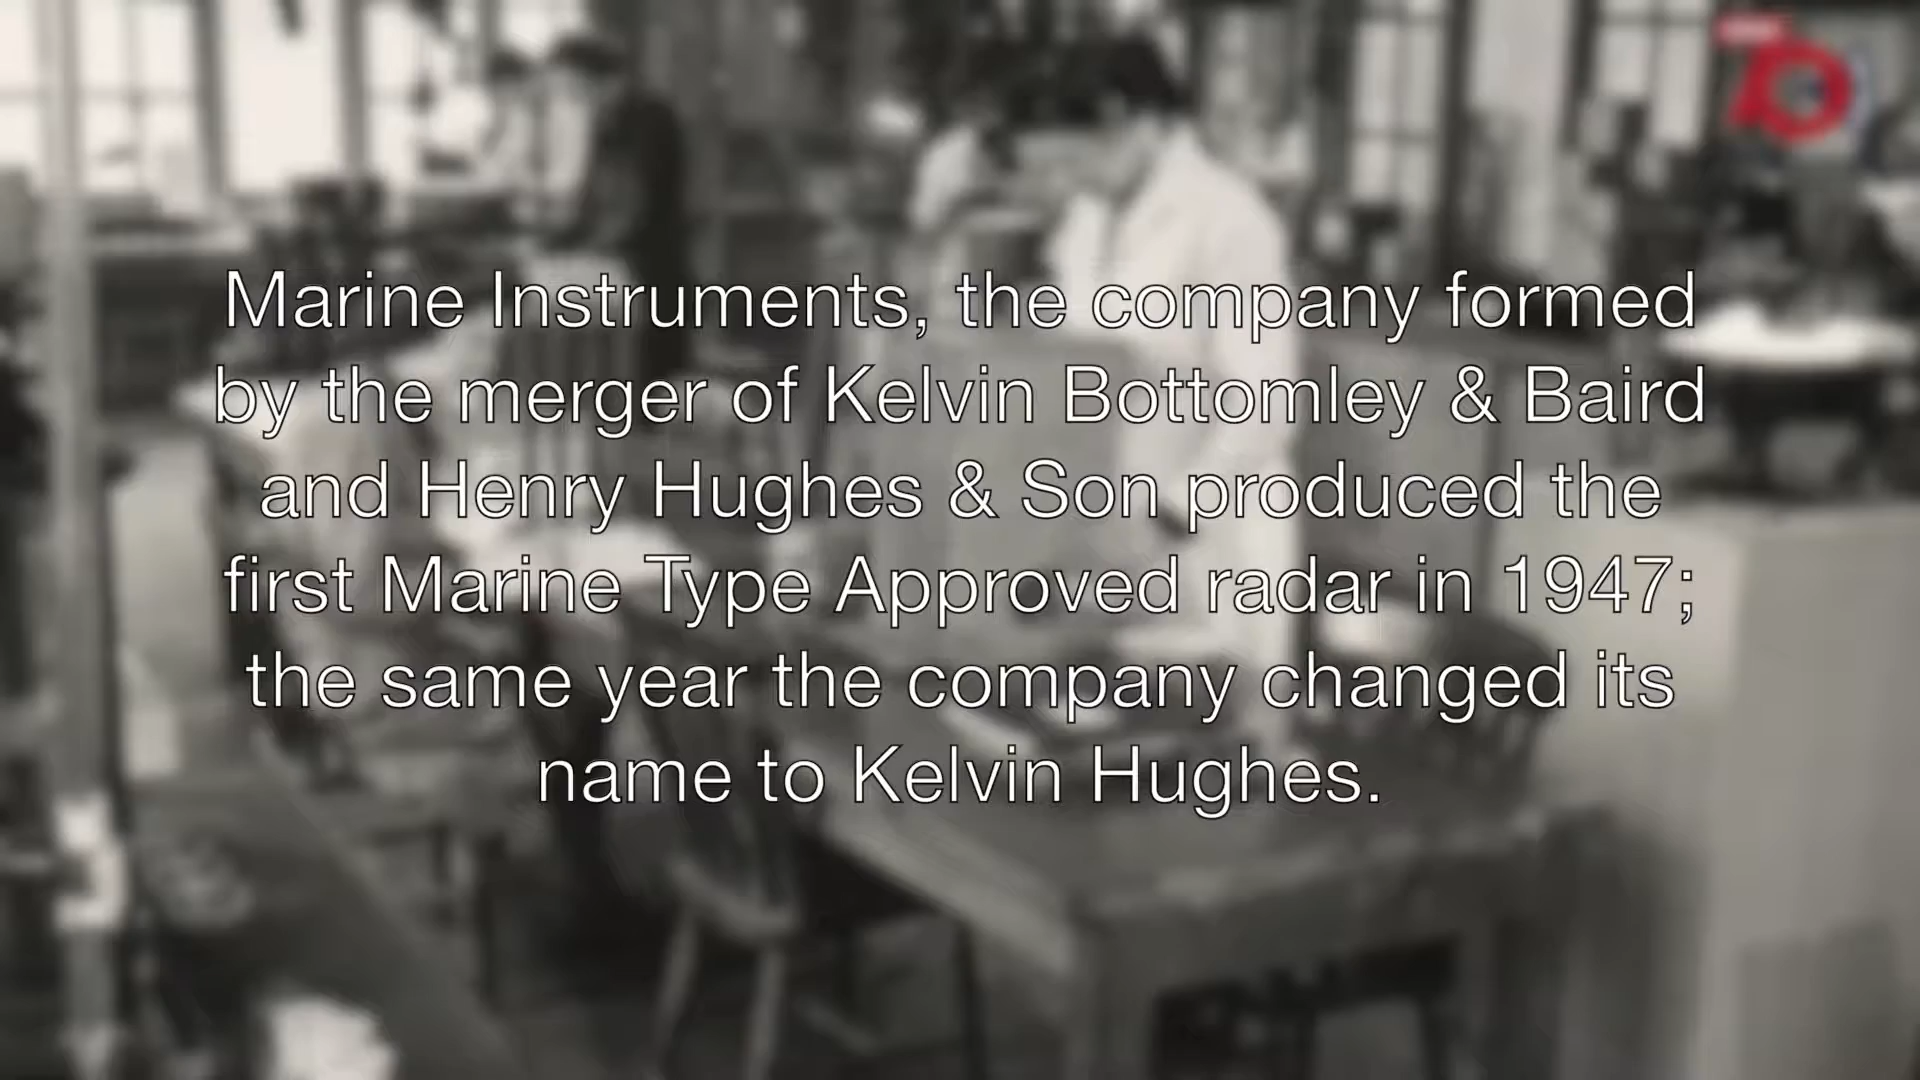 Marine Instruments, the company formed
by the merger of Kelvin Bottomley & Baird
and Henry Hughes & Son produced the
first Marine Type Approved radar in 1947;
the same year the company changed its
name to Kelvin Hughes.